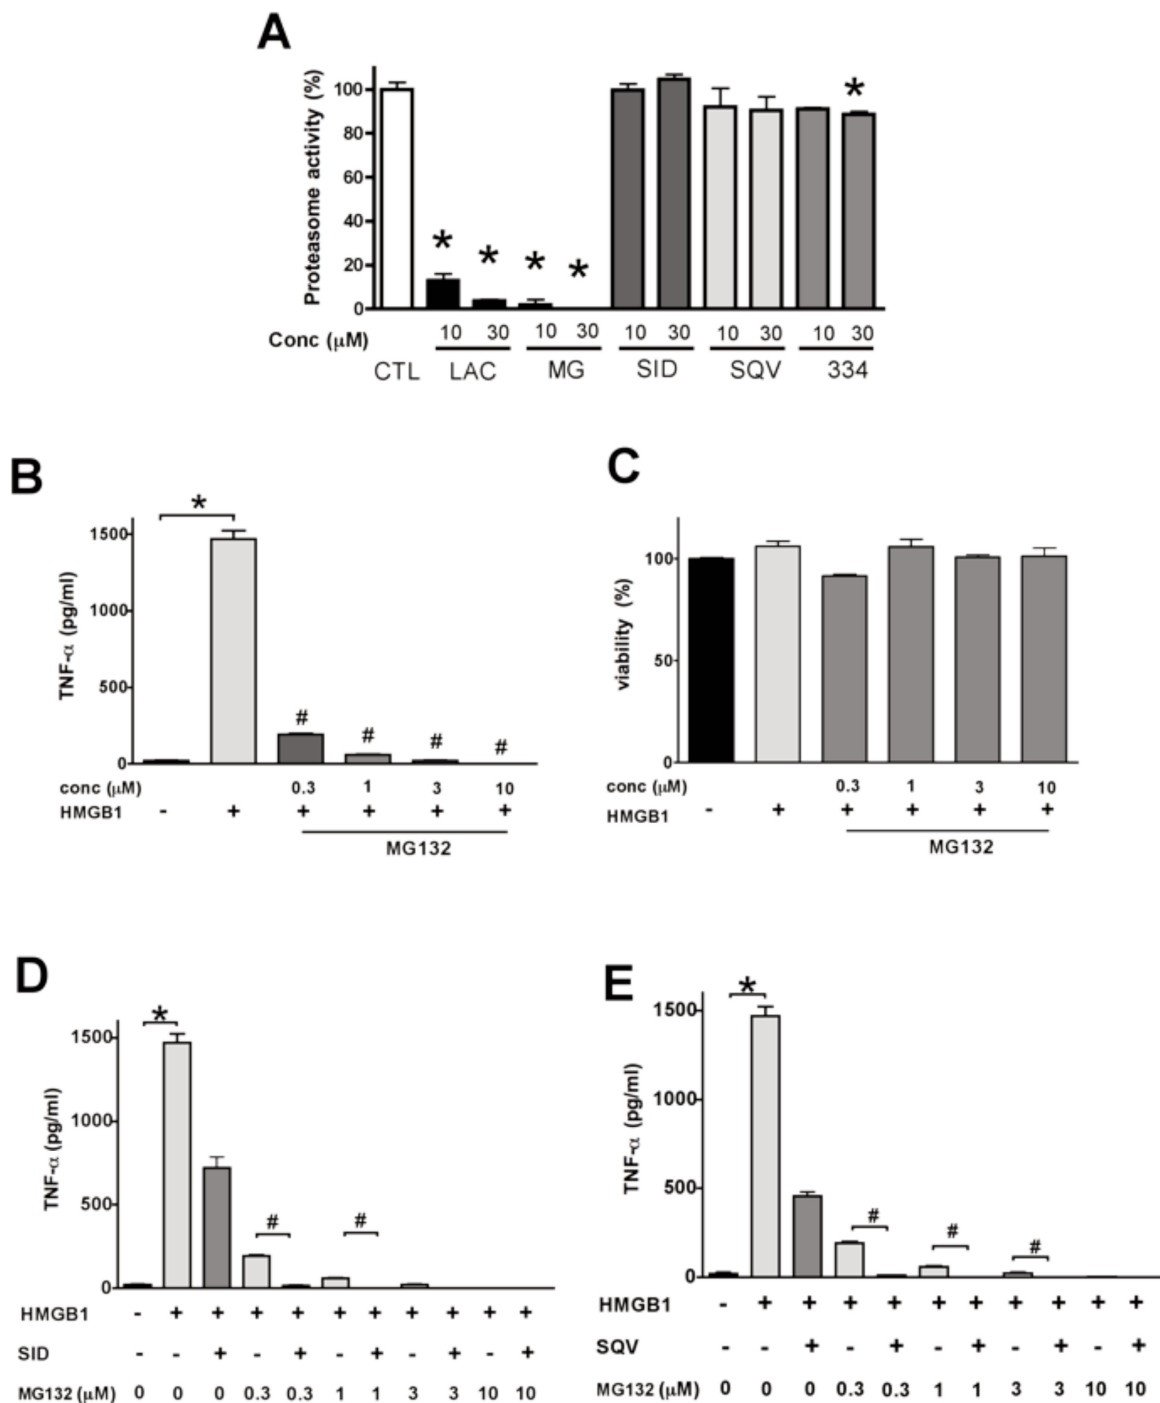 A
Proteasome activity (%)
100
80
60
40
20
0
* * * * *
Conc (μM) 10 30 10 30 10 30 10 30 10 30
CTL LAC MG SID SQV 334
B
TNF-α (pg/ml)
1500
1000
500
0
*
# # # #
conc (μM) 0.3 1 3 10
HMGB1 - + + + + +
MG132
C
viability (%)
100
50
0
conc (μM) 0.3 1 3 10
HMGB1 - + + + + +
MG132
D
TNF-α (pg/ml)
1500
1000
500
0
*
# #
HMGB1 - + + + + + + + + + +
SID - - + - + - + - + - +
MG132 (μM) 0 0 0 0.3 0.3 1 1 3 3 10 10
E
TNF-α (pg/ml)
1500
1000
500
0
*
# # #
HMGB1 - + + + + + + + + + +
SQV - - + - + - + - + - +
MG132 (μM) 0 0 0 0.3 0.3 1 1 3 3 10 10